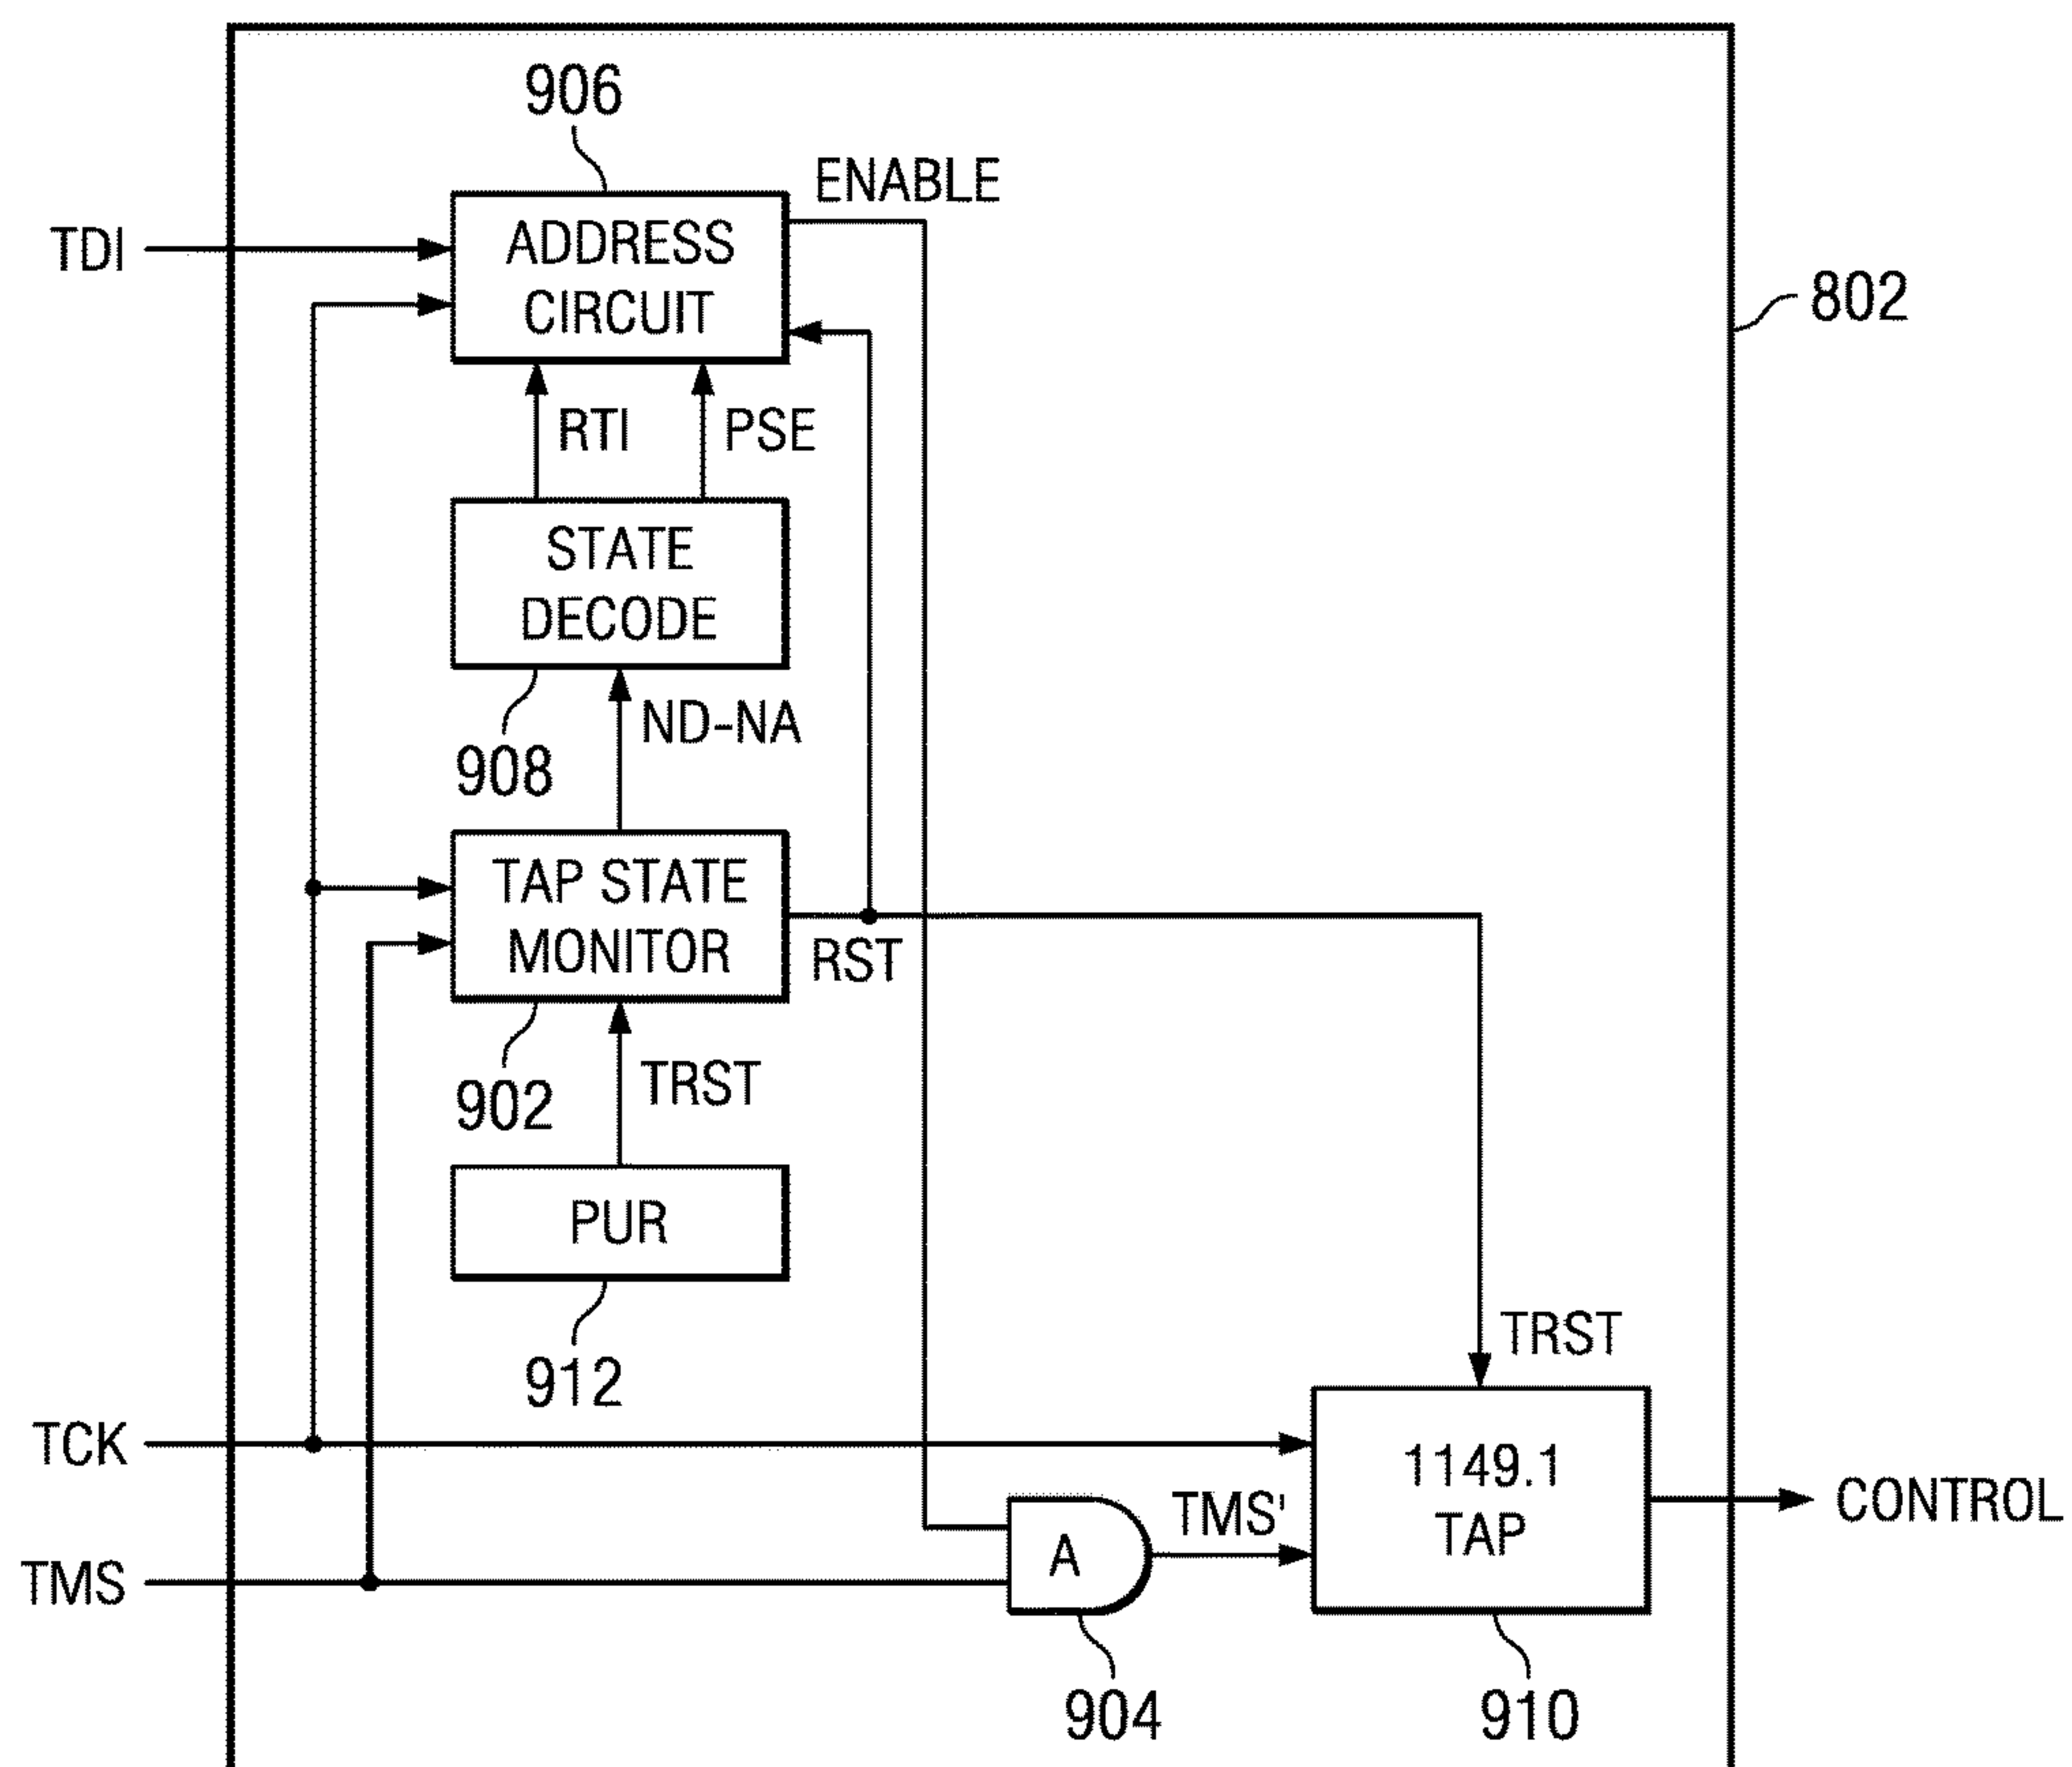 906
ENABLE
TDI
ADDRESS
CIRCUIT
802
RTI
PSE
STATE
DECODE
ND-NA
908
TAP STATE
MONITOR
RST
902
TRST
PUR
912
TRST
TCK
1149.1
TAP
TMS'
CONTROL
A
TMS
904
910